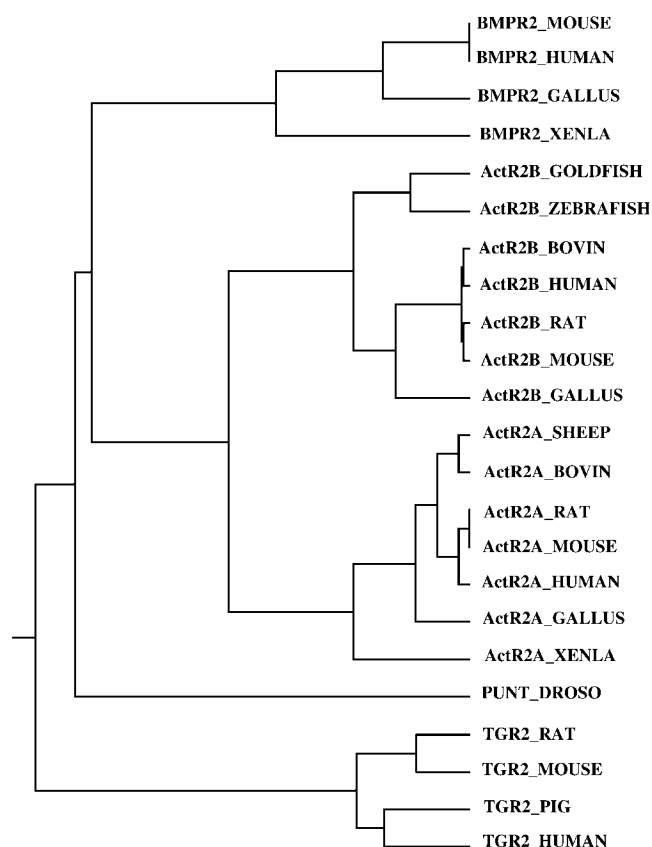 BMPR2_MOUSE
BMPR2_HUMAN
BMPR2_GALLUS
BMPR2_XENLA
ActR2B_GOLDFISH
ActR2B_ZEBRAFISH
ActR2B_BOVIN
ActR2B_HUMAN
ActR2B_RAT
ActR2B_MOUSE
ActR2B_GALLUS
ActR2A_SHEEP
ActR2A_BOVIN
ActR2A_RAT
ActR2A_MOUSE
ActR2A_HUMAN
ActR2A_GALLUS
ActR2A_XENLA
PUNT_DROSO
TGR2_RAT
TGR2_MOUSE
TGR2_PIG
TGR2_HUMAN